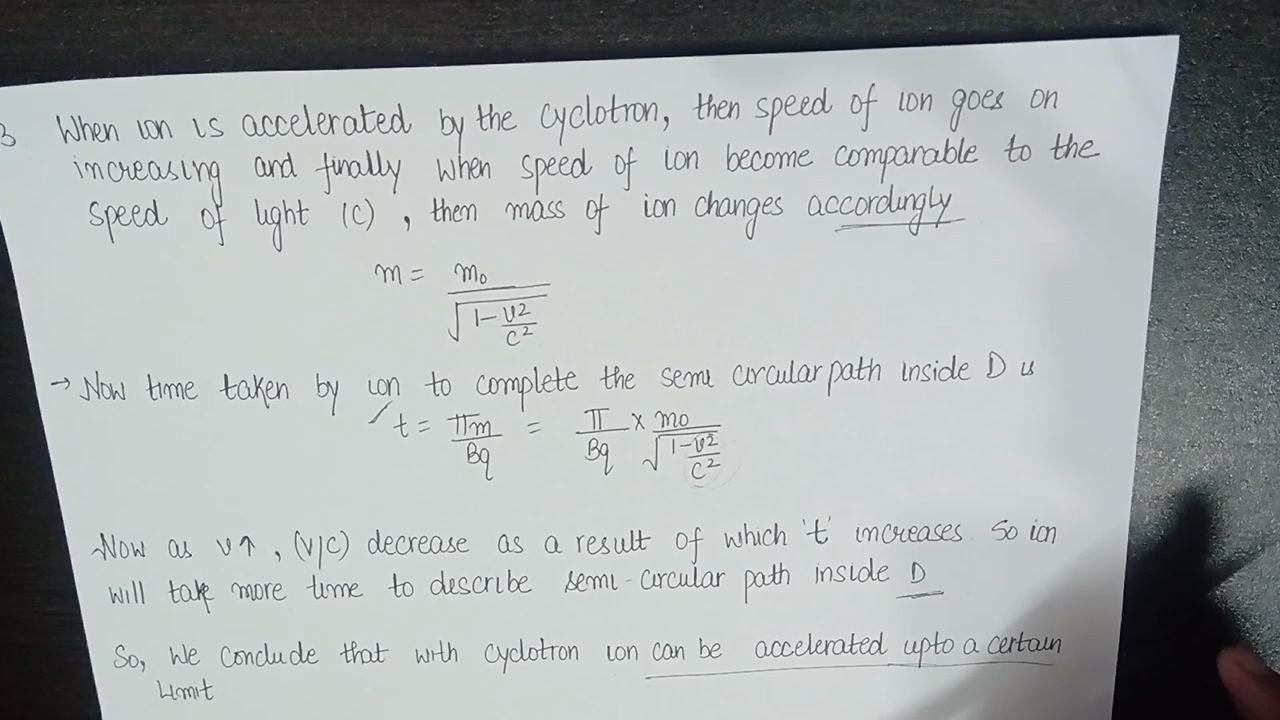 3 When ion is accelerated by the cyclotron, then speed of ion goes on
increasing and finally when speed of ion become comparable to the
speed of light (C), then mass of ion changes accordingly
m = m₀ / √(1 - v²/c²)
→ Now time taken by ion to complete the semi circular path inside D is
t = πm/Bq = π/Bq × m₀/√(1 - v²/c²)
Now as v↑, (v/c) decrease as a result of which 't' increases so ion
will take more time to describe semi-circular path inside D
So, We conclude that with cyclotron ion can be accelerated upto a certain
Limit